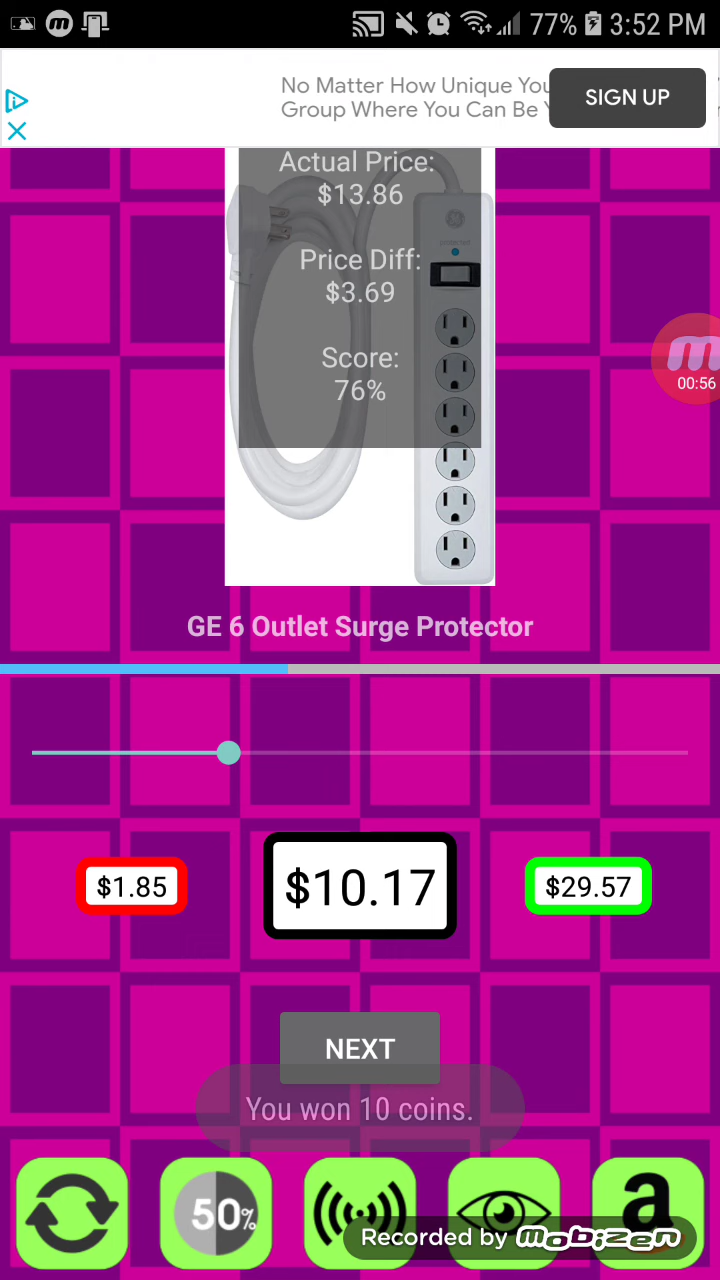 77% 3:52 PM
No Matter How Unique You
Group Where You Can Be
SIGN UP
Actual Price:
$13.86
Price Diff:
$3.69
Score:
76%
m
00:56
GE 6 Outlet Surge Protector
$1.85
$10.17
$29.57
NEXT
You won 10 coins.
50%
a
Recorded by mobizen